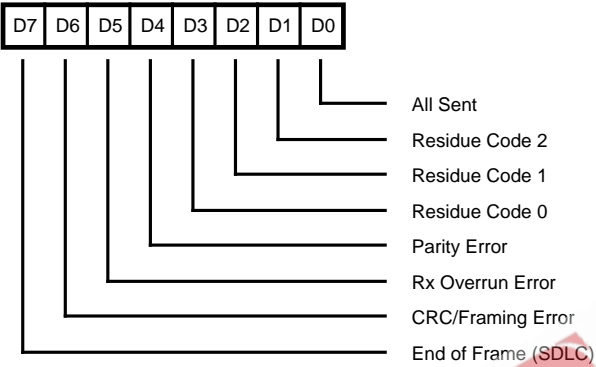 D7 D6 D5 D4 D3 D2 D1 D0
All Sent
Residue Code 2
Residue Code 1
Residue Code 0
Parity Error
Rx Overrun Error
CRC/Framing Error
End of Frame (SDLC)